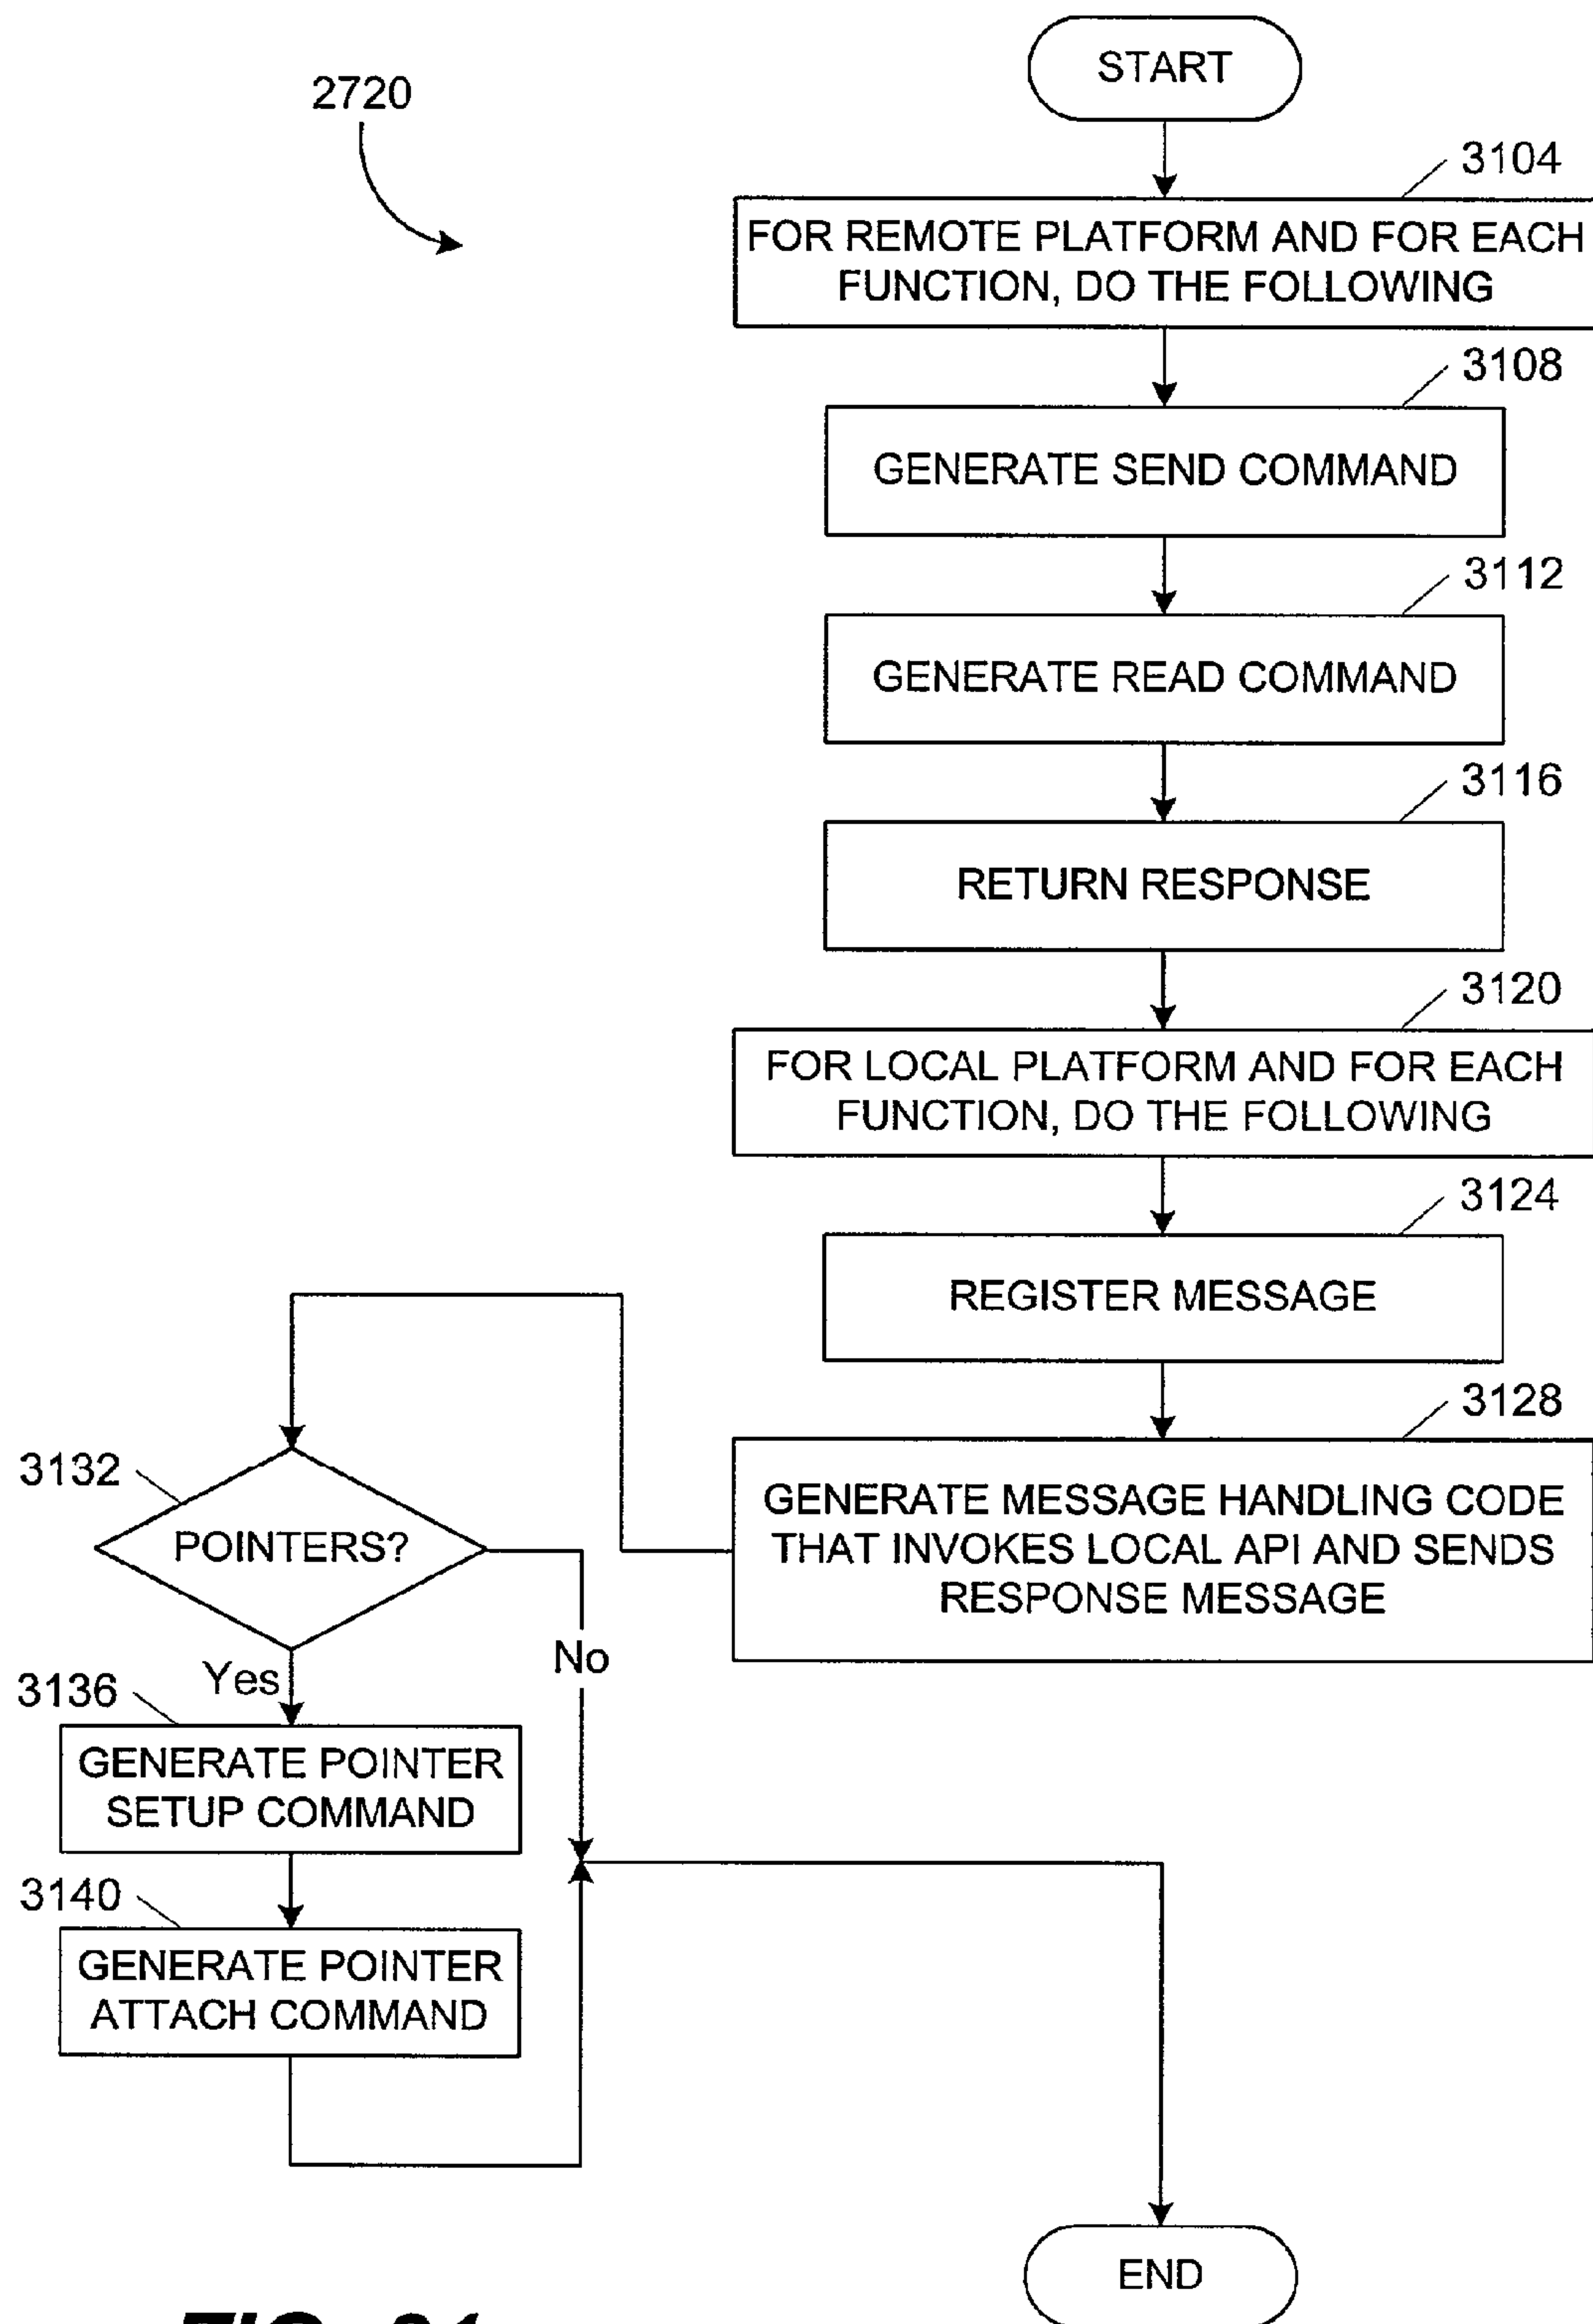 START
2720
3104
FOR REMOTE PLATFORM AND FOR EACH
FUNCTION, DO THE FOLLOWING
3108
GENERATE SEND COMMAND
3112
GENERATE READ COMMAND
3116
RETURN RESPONSE
3120
FOR LOCAL PLATFORM AND FOR EACH
FUNCTION, DO THE FOLLOWING
3124
REGISTER MESSAGE
3128
GENERATE MESSAGE HANDLING CODE
THAT INVOKES LOCAL API AND SENDS
RESPONSE MESSAGE
3132
POINTERS?
Yes
No
3136
GENERATE POINTER
SETUP COMMAND
3140
GENERATE POINTER
ATTACH COMMAND
END